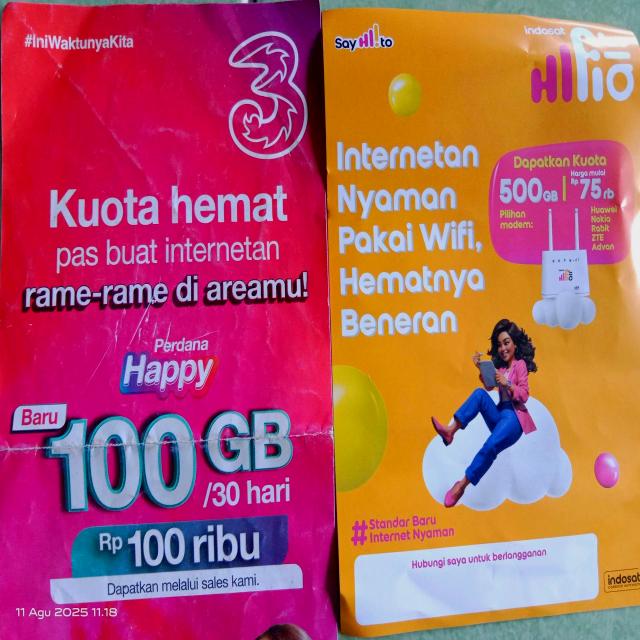 #IniWaktunyaKita
3
Kuota hemat
pas buat internetan
rame-rame di areamu!
Perdana
Happy
Baru
100 GB
/30 hari
Rp 100 ribu
Dapatkan melalui sales kami.
11 Agu 2025 11.18
Say HI!.to
indosat
HIFI
Internetan
Nyaman
Pakai Wifi,
Hematnya
Beneran
Dapatkan Kuota
500GB
Harga mulai
Rp 75 rb
Pilihan
modem:
Huawei
Nokia
Rabit
ZTE
Advan
#Standar Baru
Internet Nyaman
Hubungi saya untuk berlangganan
indosat